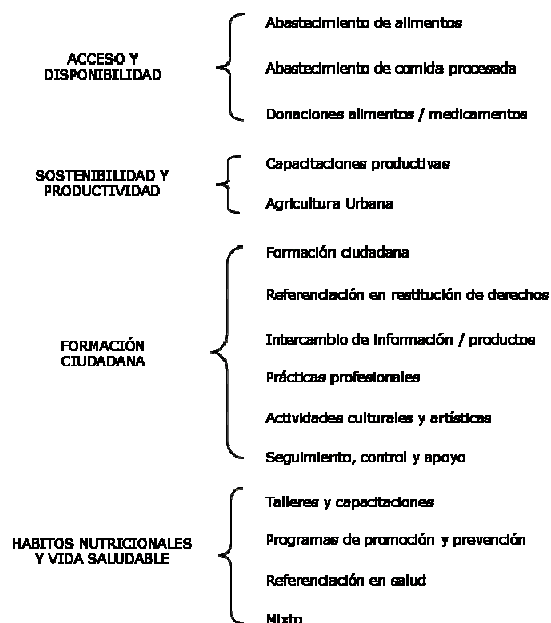 ACCESO Y
DISPONIBILIDAD
Abastecimiento de alimentos
Abastecimiento de comida procesada
Donaciones alimentos / medicamentos
SOSTENIBILIDAD Y
PRODUCTIVIDAD
Capacitaciones productivas
Agricultura Urbana
FORMACIÓN
CIUDADANA
Formación ciudadana
Referenciación en restitución de derechos
Intercambio de información / productos
Prácticas profesionales
Actividades culturales y artísticas
Seguimiento, control y apoyo
HABITOS NUTRICIONALES
Y VIDA SALUDABLE
Talleres y capacitaciones
Programas de promoción y prevención
Referenciación en salud
Mixto